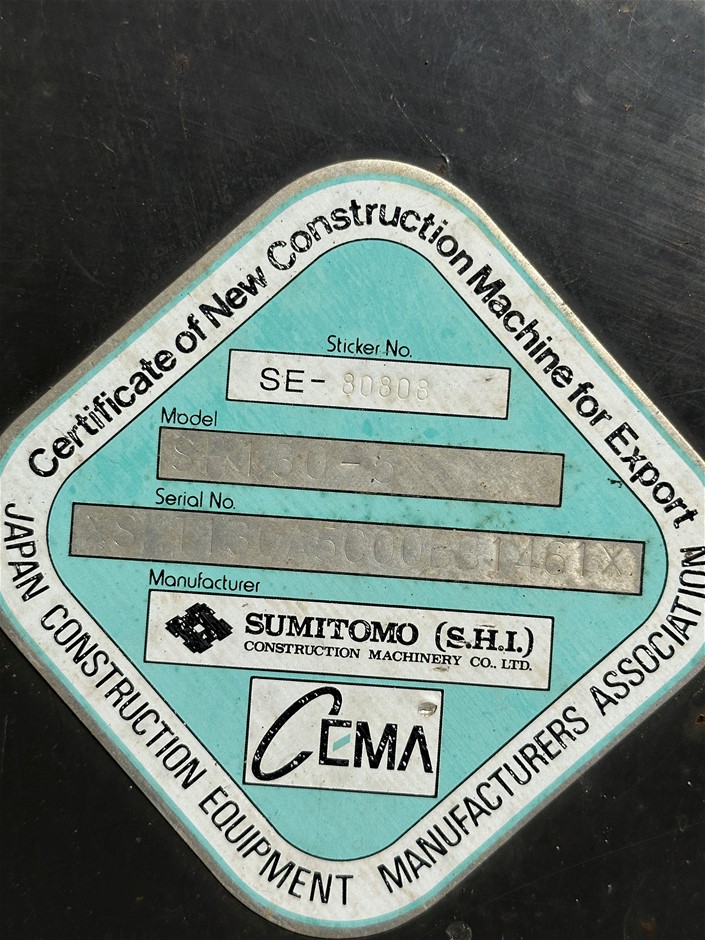 Certificate of New Construction Machine for Export
Sticker No.
SE- 80808
Model
Serial No.
Manufacturer
SUMITOMO (S.H.I.)
CONSTRUCTION MACHINERY CO., LTD.
CEMA
JAPAN CONSTRUCTION EQUIPMENT MANUFACTURERS ASSOCIATION